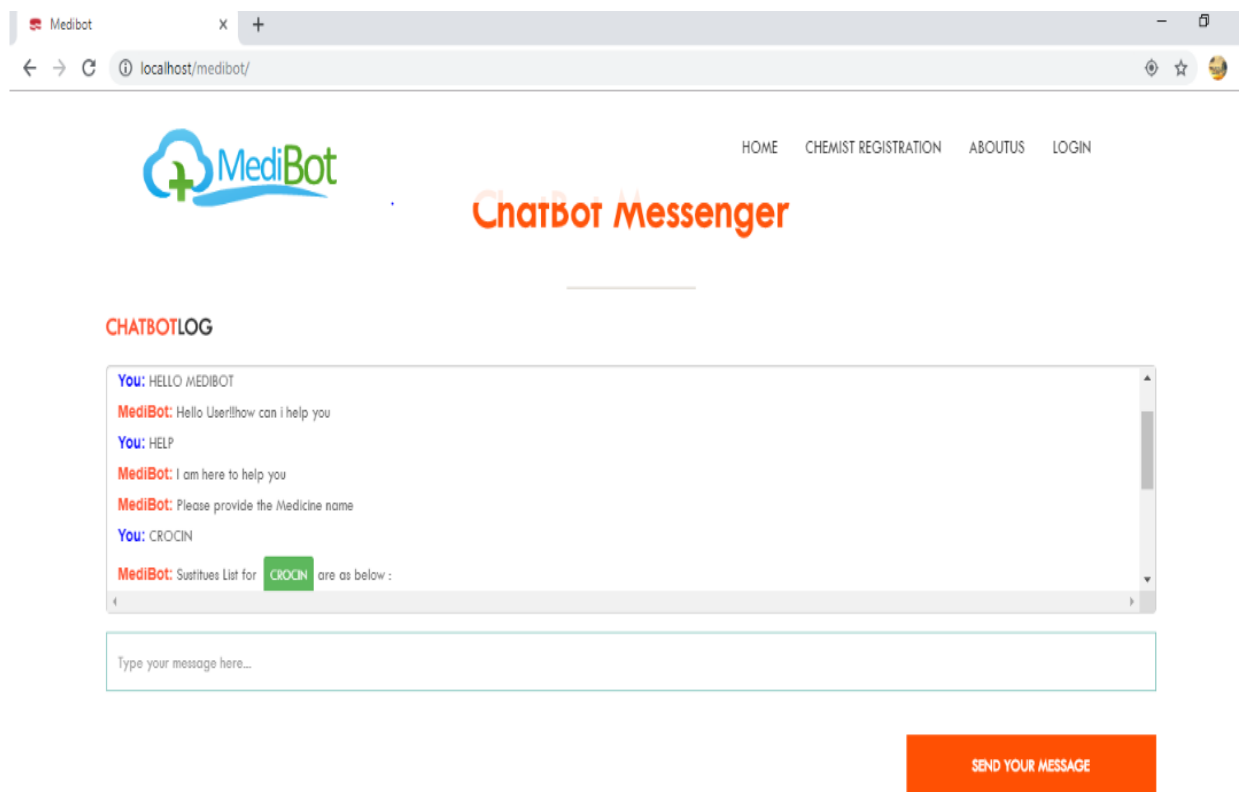 Medibot
localhost/medibot/
MediBot
HOME CHEMIST REGISTRATION ABOUTUS LOGIN
ChatBot Messenger
CHATBOTLOG
You: HELLO MEDIBOT
MediBot: Hello User!!how can i help you
You: HELP
MediBot: I am here to help you
MediBot: Please provide the Medicine name
You: CROCIN
MediBot: Sustitues List for CROCIN are as below :
Type your message here...
SEND YOUR MESSAGE